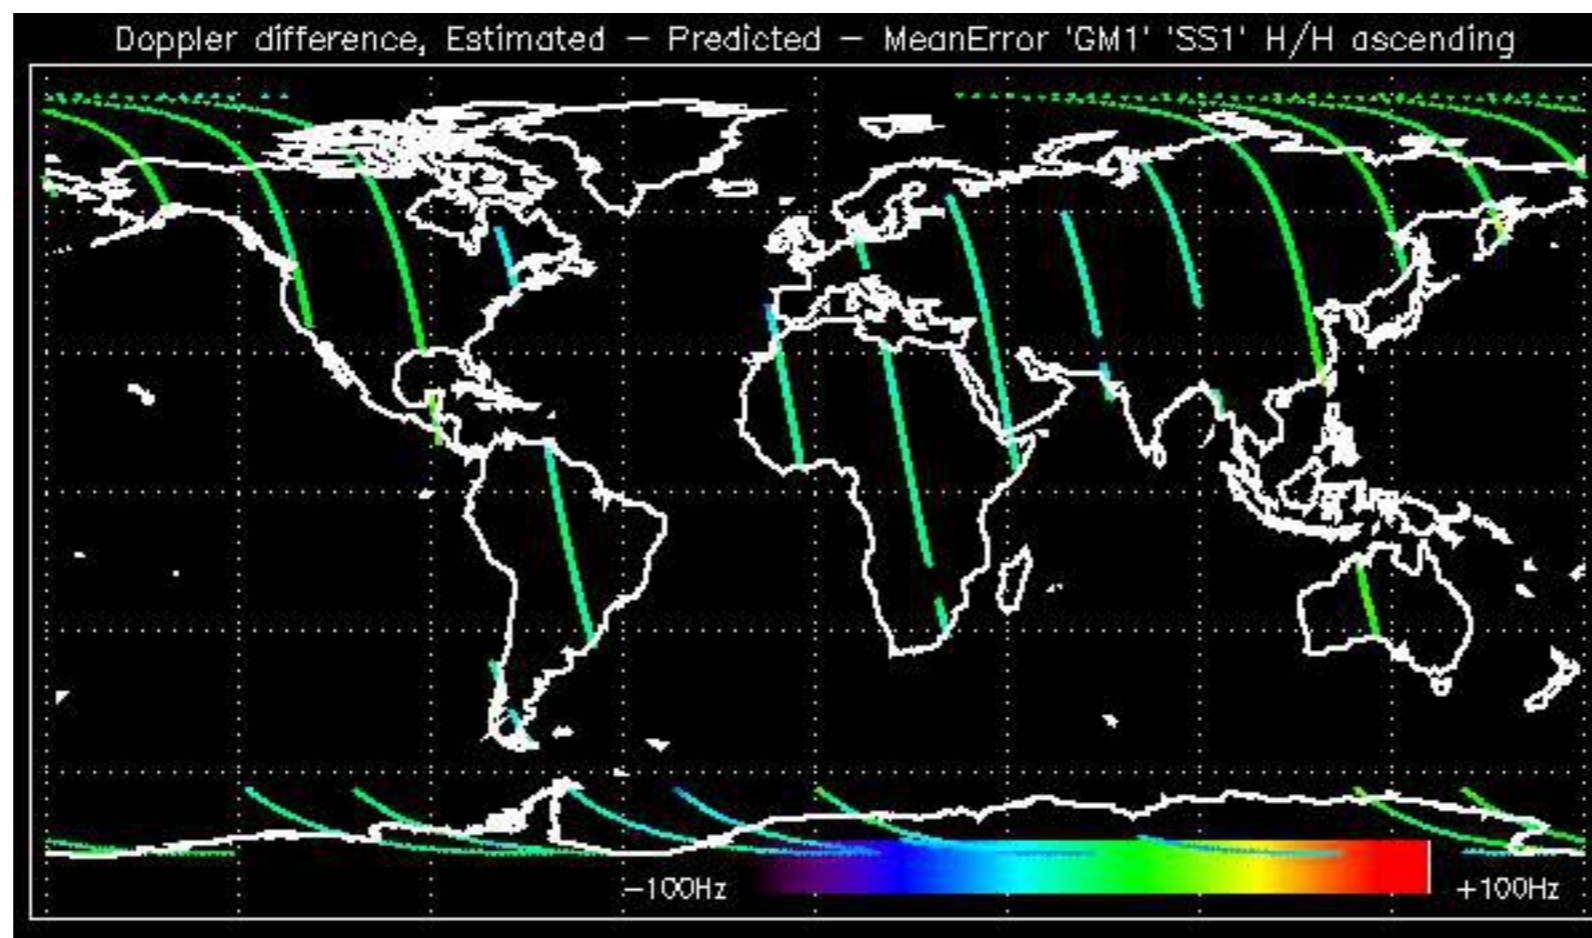 Doppler difference, Estimated – Predicted – MeanError 'GM1' 'SS1' H/H ascending
-100Hz
+100Hz